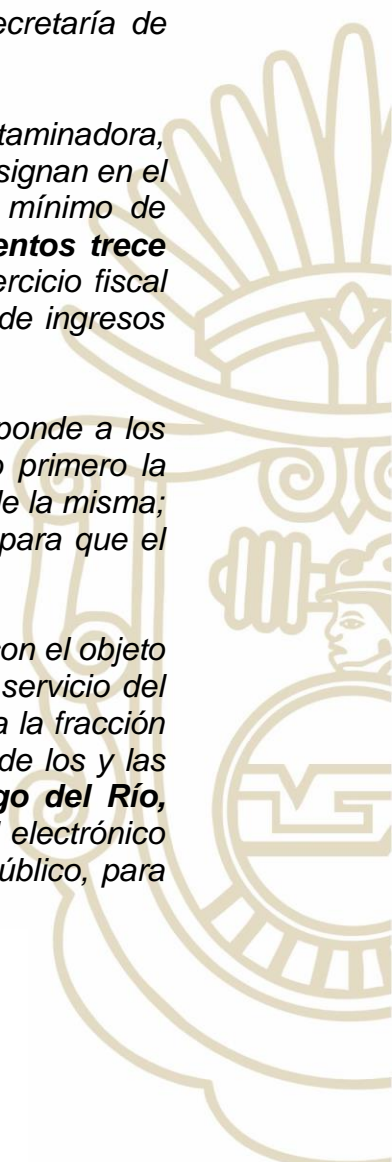 ecretaría de
taminadora,
signan en el
mínimo de
entos trece
ercicio fiscal
de ingresos
ponde a los
o primero la
de la misma;
para que el
con el objeto
servicio del
a la fracción
de los y las
go del Río,
electrónico
úblico, para